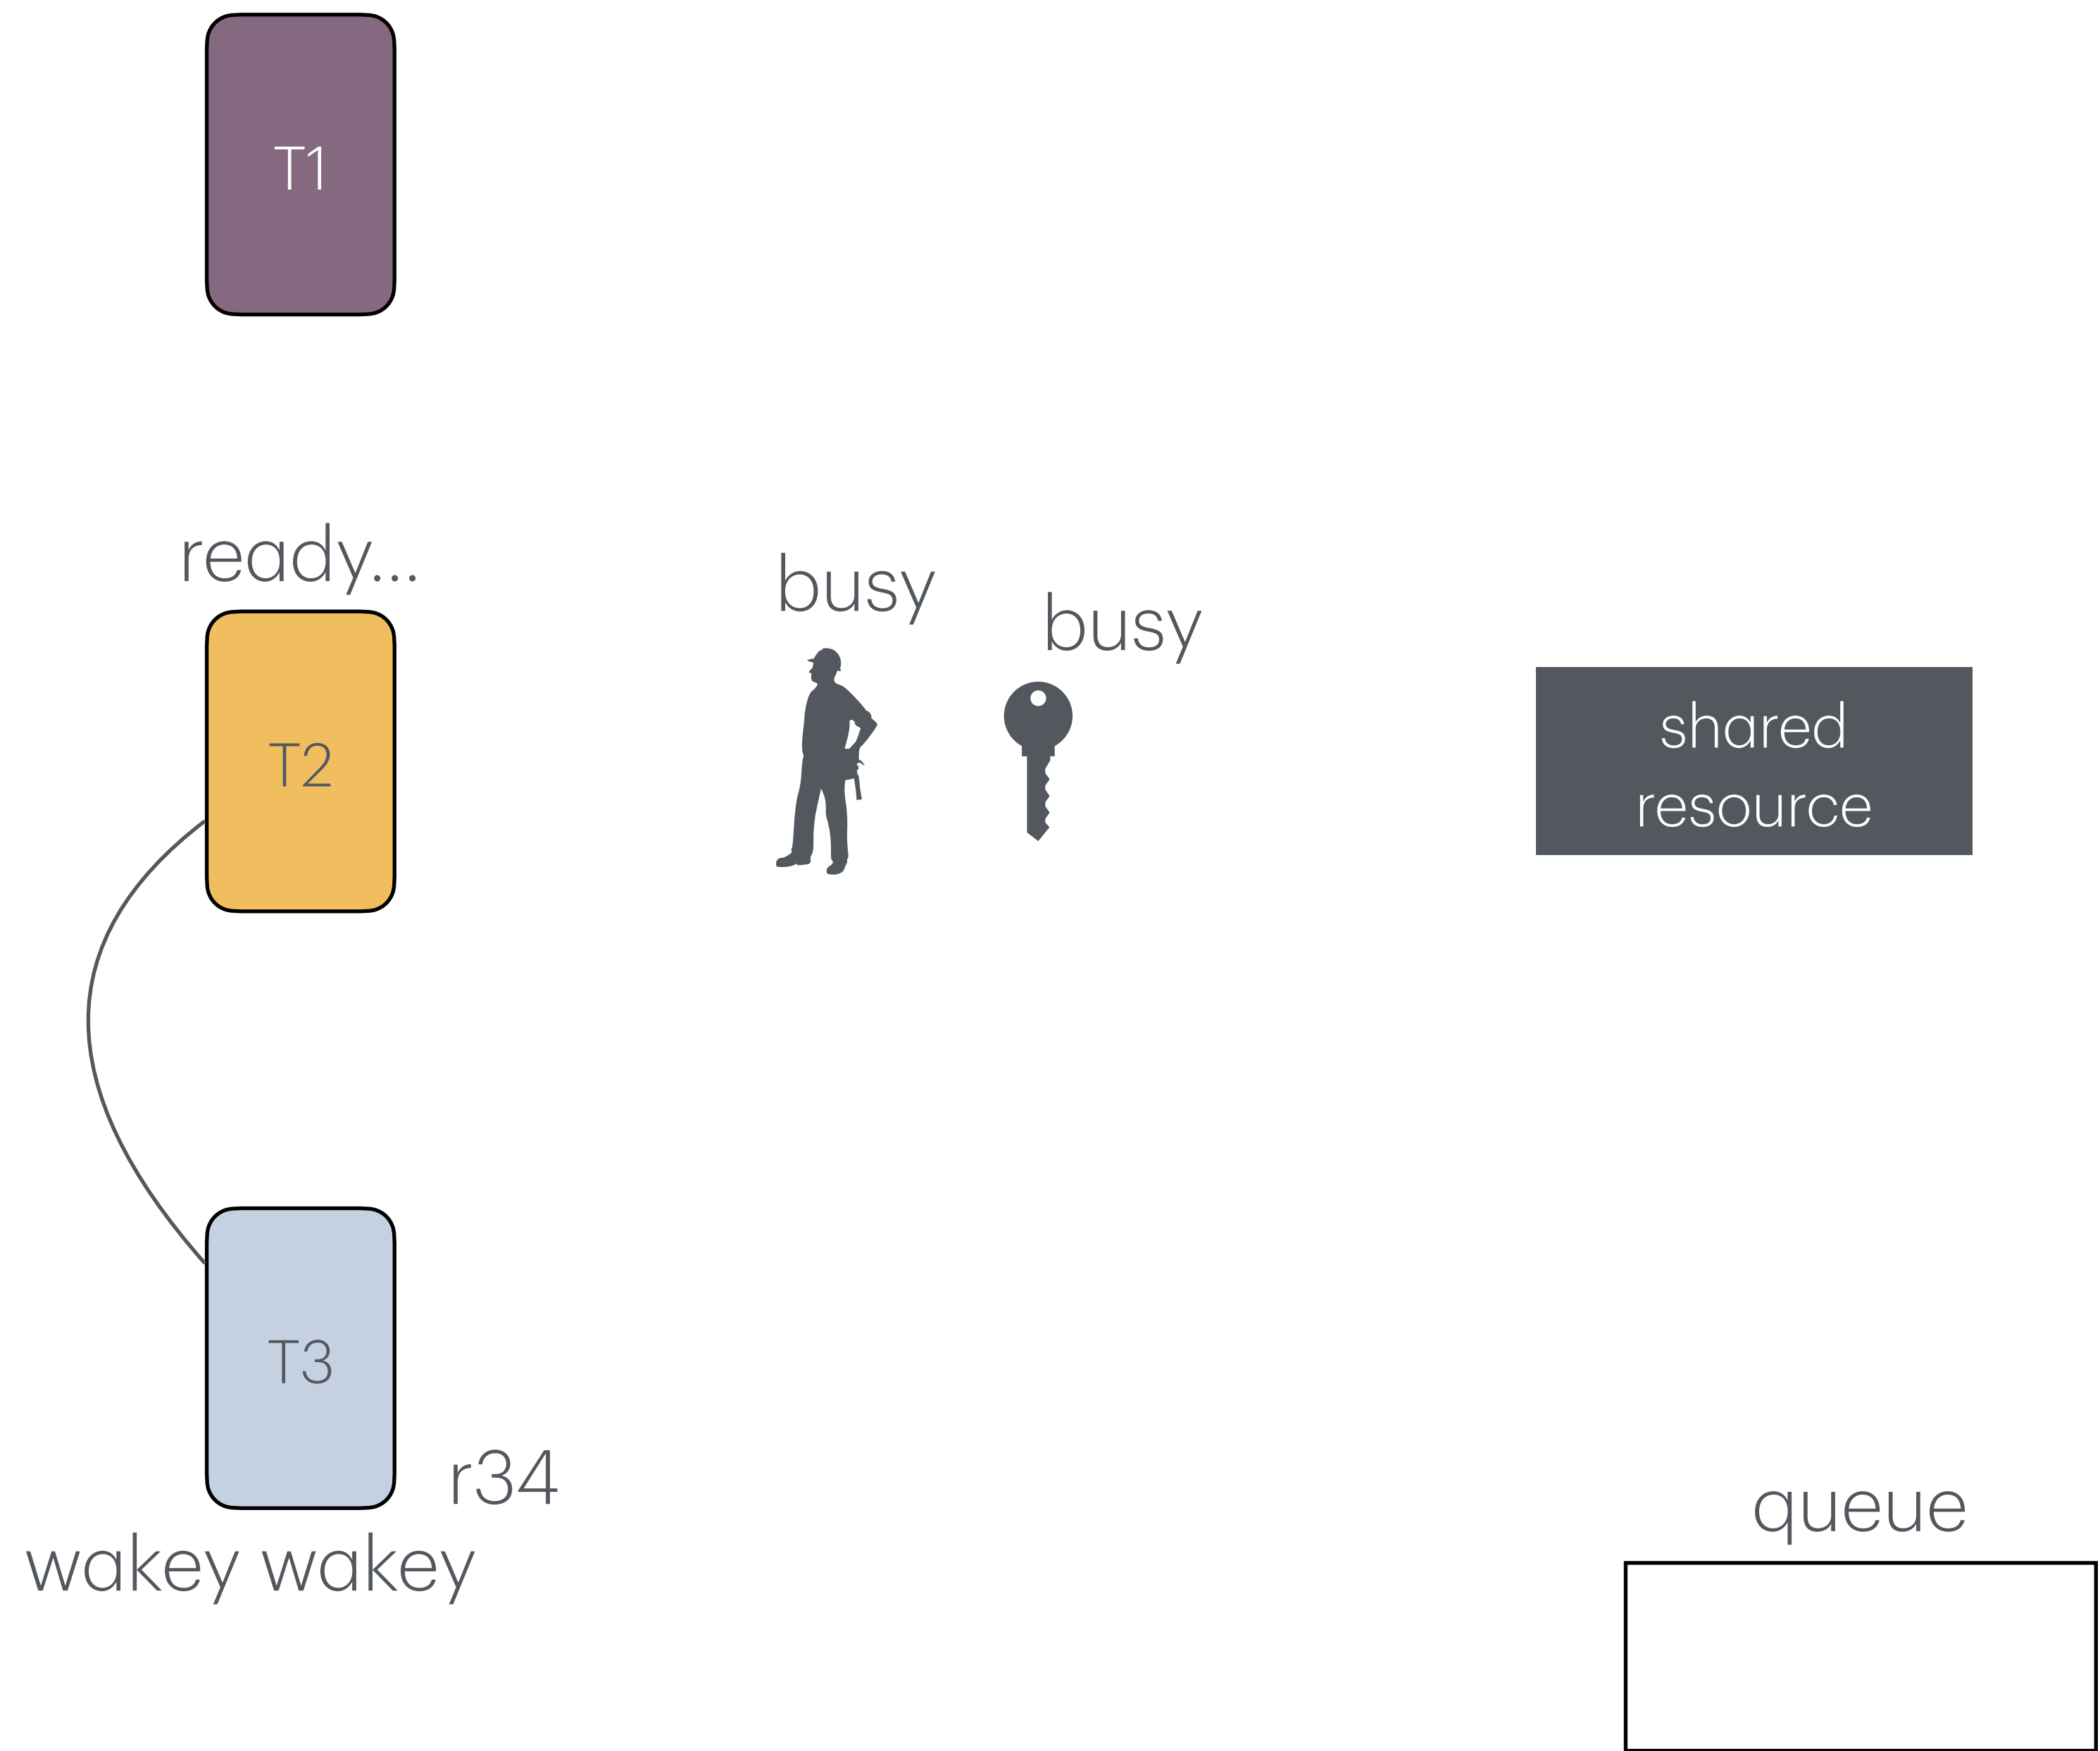 T1
ready...
busy
busy
T2
shared
resource
T3
r34
wakey wakey
queue